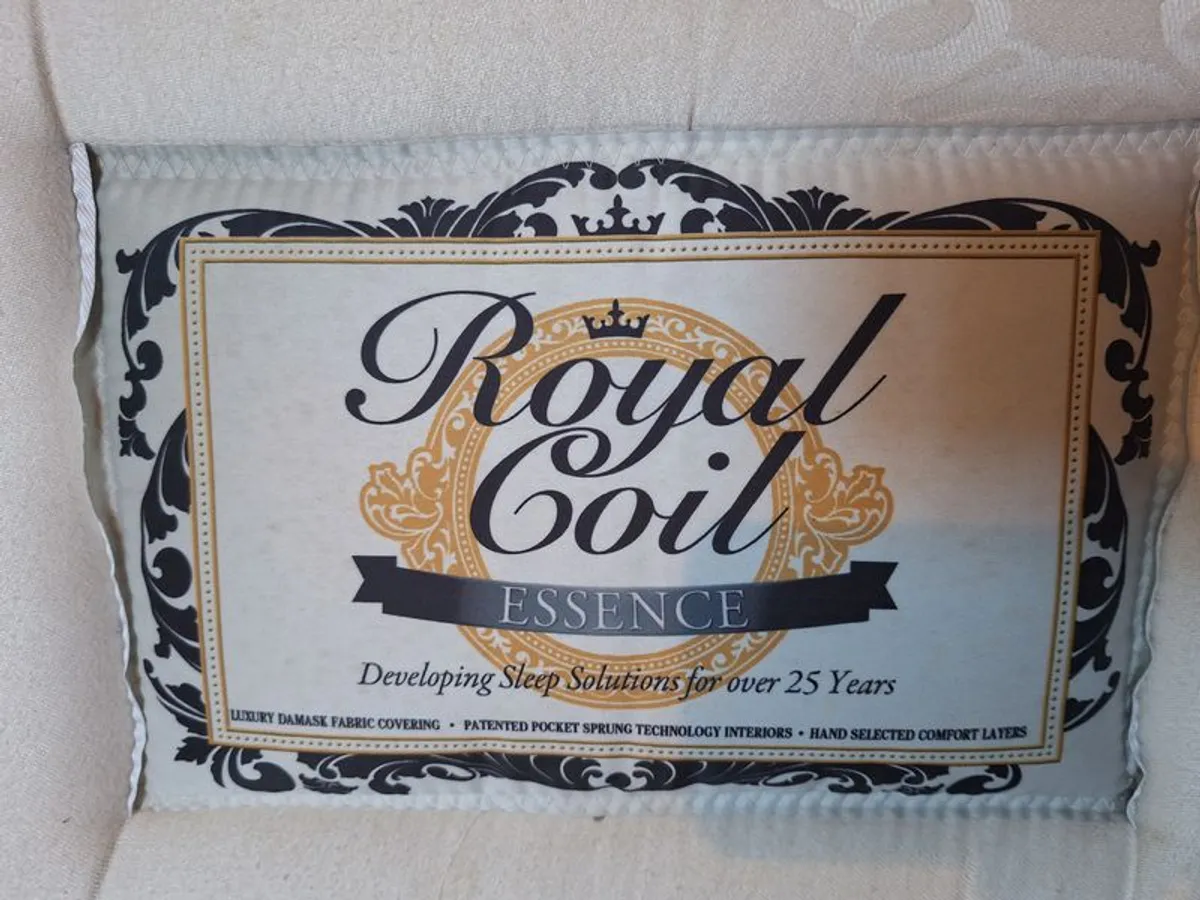 Royal
Coil
ESSENCE
Developing Sleep Solutions for over 25 Years
LUXURY DAMASK FABRIC COVERING • PATENTED POCKET SPRUNG TECHNOLOGY INTERIORS • HAND SELECTED COMFORT LAYERS